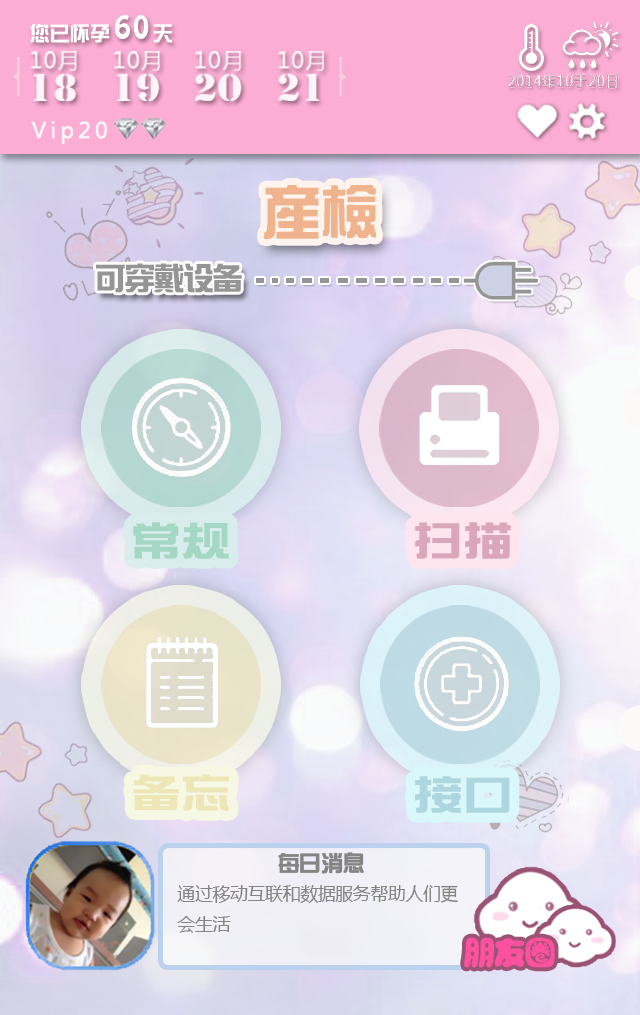 您已怀孕60天
10月 10月 10月 10月
18 19 20 21
2014年10于20日
Vip20
産檢
可穿戴设备
常规
扫描
备忘
接口
每日消息
通过移动互联和数据服务帮助人们更
会生活
朋友圈